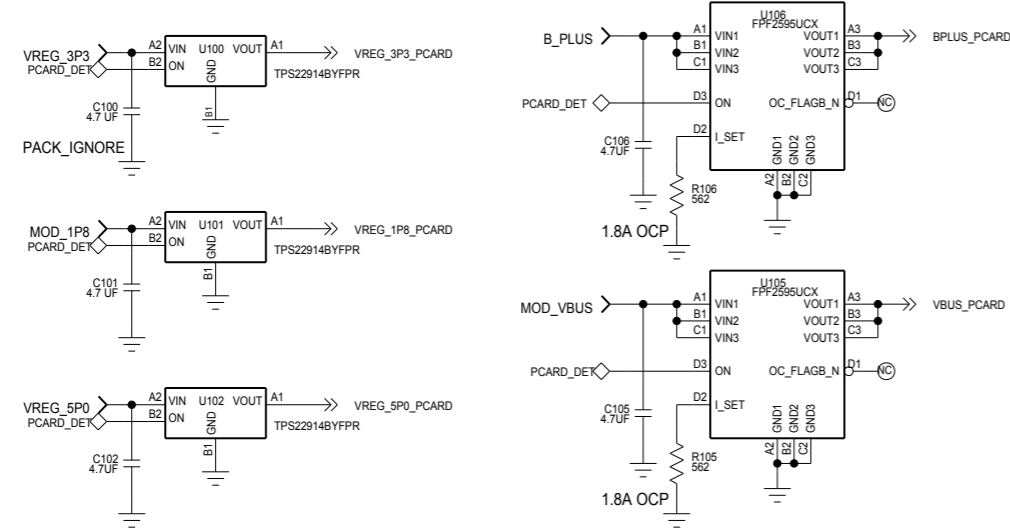 VREG_3P3
PCARD_DET
A2 VIN U100 VOUT A1
B2 ON
GND
B1
VREG_3P3_PCARD
TPS22914BYFPR
C100
4.7 UF
PACK_IGNORE
MOD_1P8
PCARD_DET
A2 VIN U101 VOUT A1
B2 ON
GND
B1
VREG_1P8_PCARD
TPS22914BYFPR
C101
4.7 UF
VREG_5P0
PCARD_DET
A2 VIN U102 VOUT A1
B2 ON
GND
B1
VREG_5P0_PCARD
TPS22914BYFPR
C102
4.7UF
U106
FPF2595UCX
B_PLUS
A1 VIN1 VOUT1 A3
B1 VIN2 VOUT2 B3
C1 VIN3 VOUT3 C3
BPLUS_PCARD
PCARD_DET
D3 ON OC_FLAGB_N D1 NC
D2 I_SET
GND1 GND2 GND3
A2 B2 C2
C106
4.7UF
R106
562
1.8A OCP
U105
FPF2595UCX
MOD_VBUS
A1 VIN1 VOUT1 A3
B1 VIN2 VOUT2 B3
C1 VIN3 VOUT3 C3
VBUS_PCARD
PCARD_DET
D3 ON OC_FLAGB_N D1 NC
D2 I_SET
GND1 GND2 GND3
A2 B2 C2
C105
4.7UF
R105
562
1.8A OCP